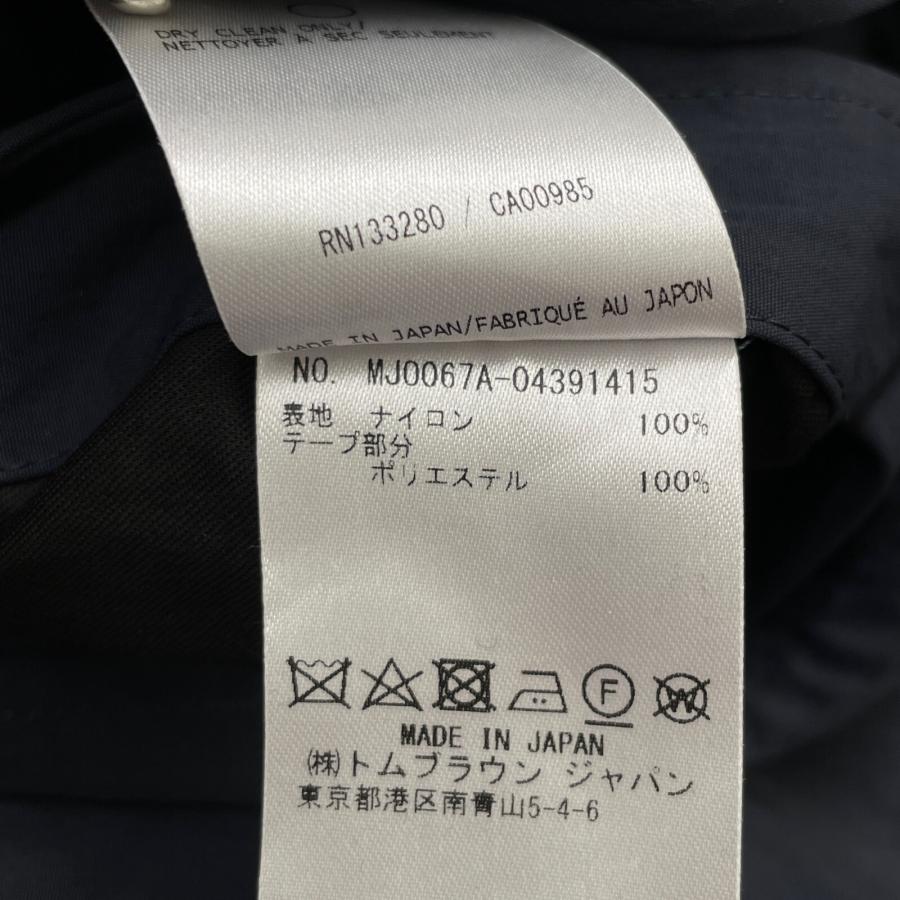 DRY CLEAN ONLY/
NETTOYER A SEC SEULEMENT
RN133280 / CA00985
MADE IN JAPAN/FABRIQUÉ AU JAPON
NO. MJ0067A-04391415
表地 ナイロン 100%
テープ部分
ポリエステル 100%
F W
MADE IN JAPAN
㈱トムブラウン ジャパン
東京都港区南青山5-4-6